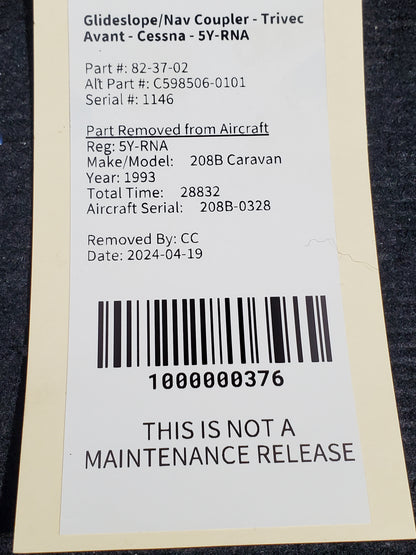 Glideslope/Nav Coupler - Trivec
Avant - Cessna - 5Y-RNA
Part #: 82-37-02
Alt Part #: C598506-0101
Serial #: 1146
Part Removed from Aircraft
Reg: 5Y-RNA
Make/Model: 208B Caravan
Year: 1993
Total Time: 28832
Aircraft Serial: 208B-0328
Removed By: CC
Date: 2024-04-19
1000000376
THIS IS NOT A
MAINTENANCE RELEASE